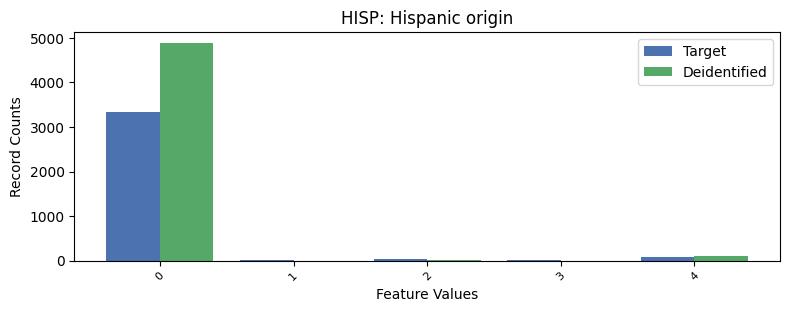 HISP: Hispanic origin
Record Counts
5000
4000
3000
2000
1000
0
Target
Deidentified
0
1
2
3
4
Feature Values